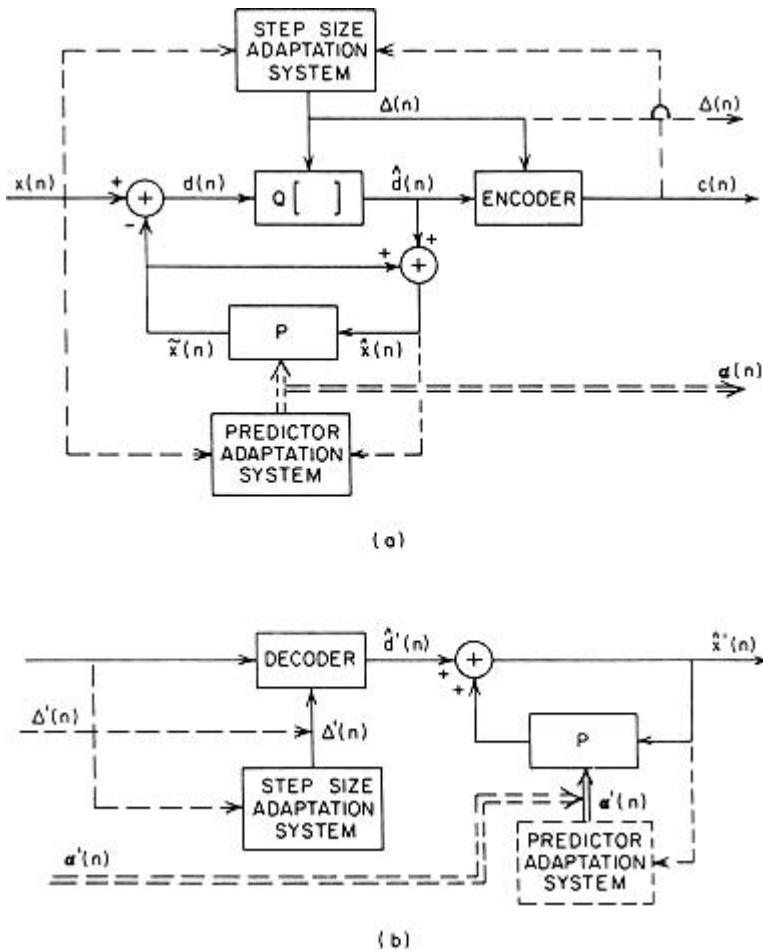 STEP SIZE
ADAPTATION
SYSTEM
Δ(n)
Δ(n)
x(n)
+
+
-
d(n)
Q[ ]
d̂(n)
ENCODER
c(n)
+
+
+
x̃(n)
P
x̂(n)
α(n)
PREDICTOR
ADAPTATION
SYSTEM
(a)
DECODER
d̂'(n)
+
+
+
x̂'(n)
Δ'(n)
Δ'(n)
P
STEP SIZE
ADAPTATION
SYSTEM
α'(n)
α'(n)
PREDICTOR
ADAPTATION
SYSTEM
(b)